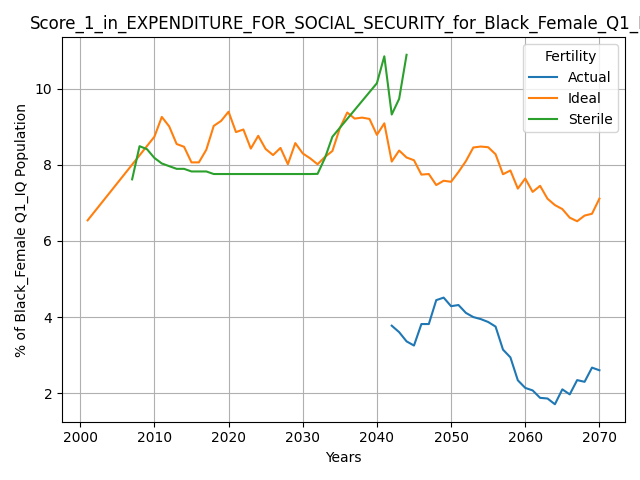 Score_1_in_EXPENDITURE_FOR_SOCIAL_SECURITY_for_Black_Female_Q1_I
Fertility
Actual
Ideal
Sterile
% of Black_Female Q1_IQ Population
10
8
6
4
2
2000 2010 2020 2030 2040 2050 2060 2070
Years